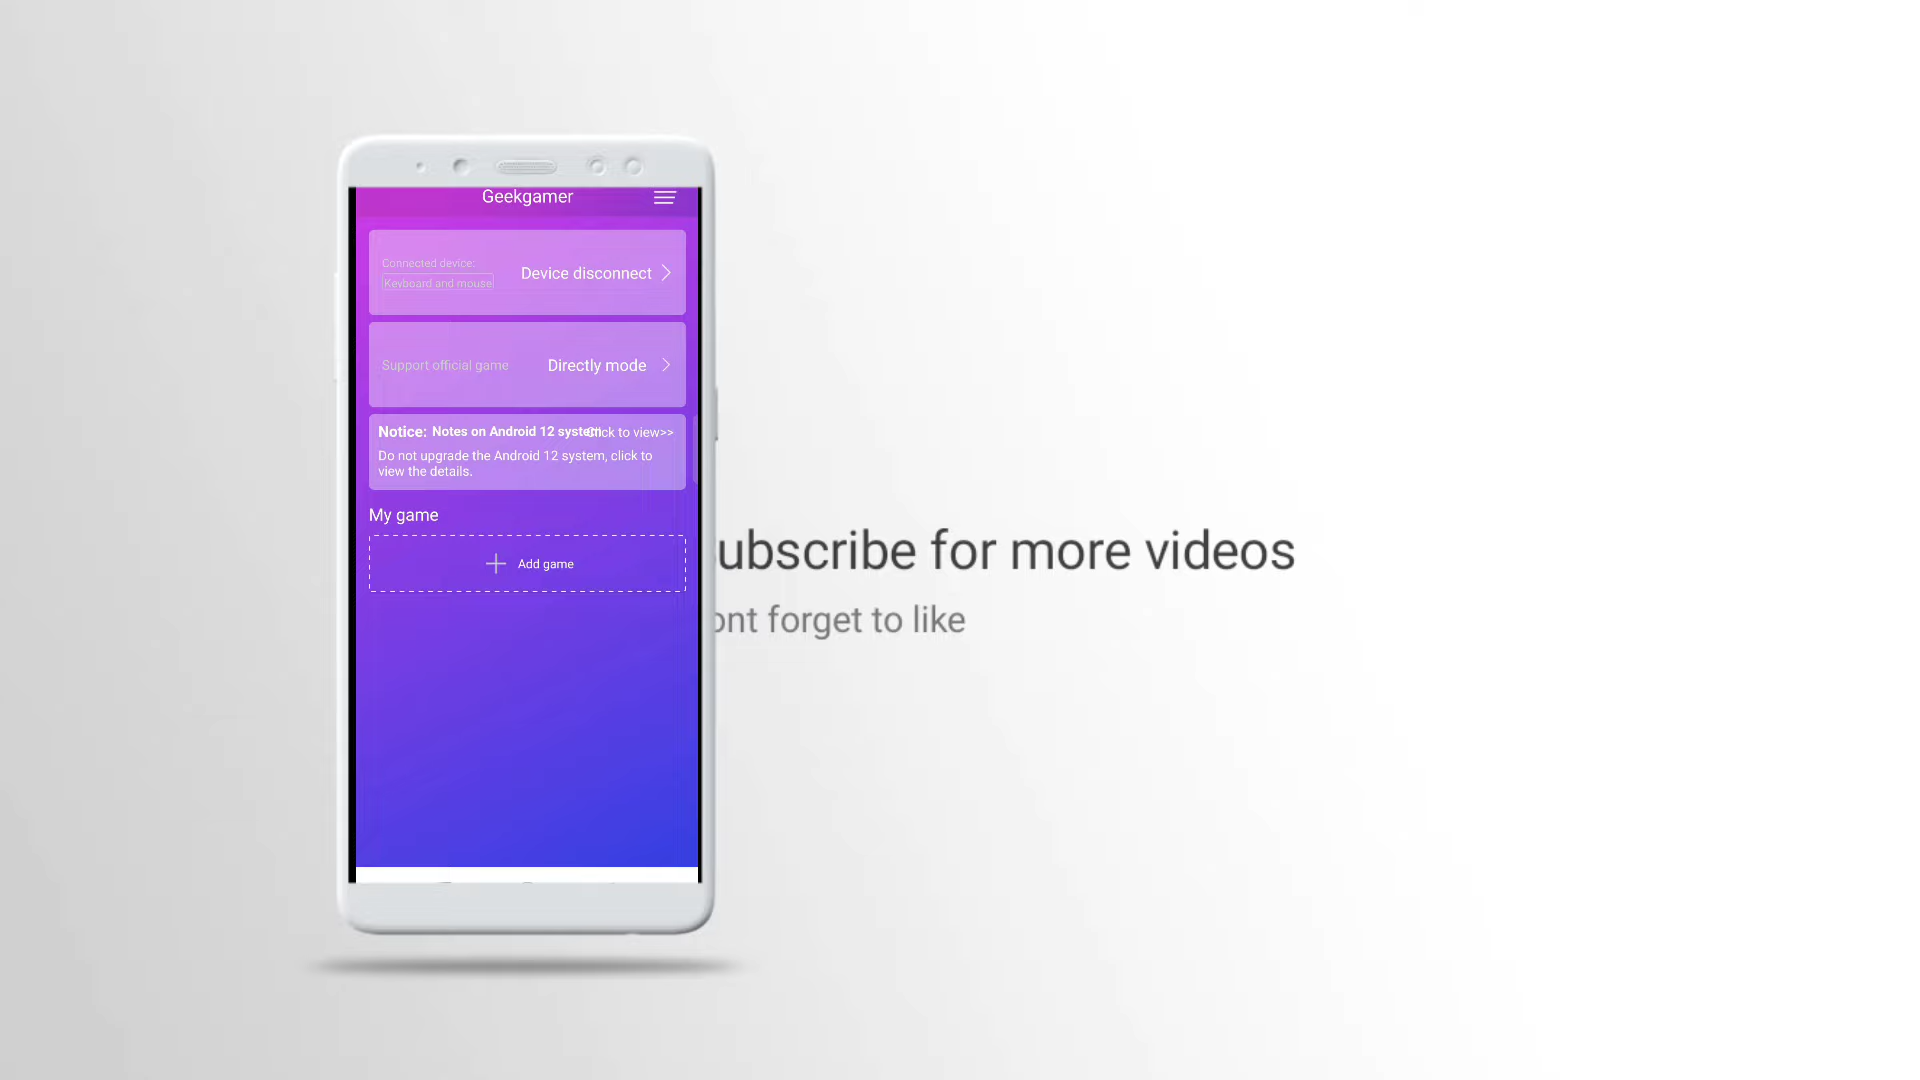 Geekgamer
Connected device:
Keyboard and mouse
Device disconnect
Support official game
Directly mode
Notice: Notes on Android 12 system Click to view>>
Do not upgrade the Android 12 system, click to
view the details.
My game
Add game
ubscribe for more videos
ont forget to like